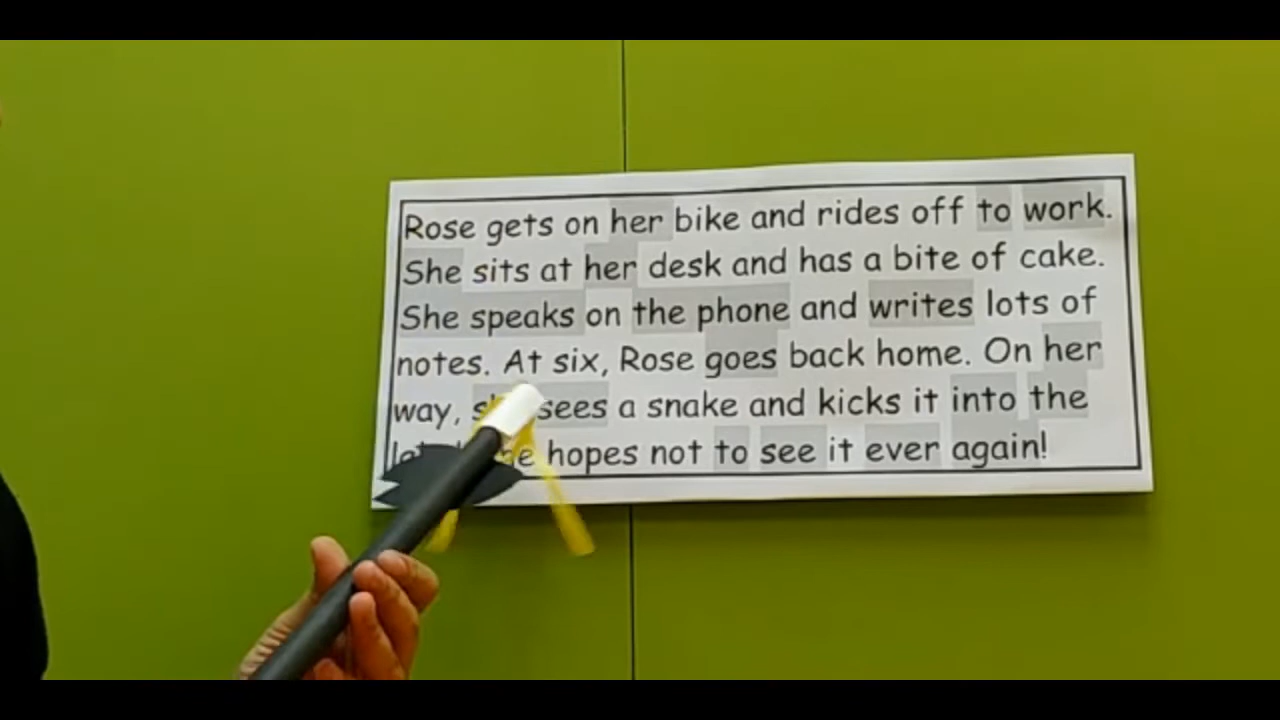 Rose gets on her bike and rides off to work.
She sits at her desk and has a bite of cake.
She speaks on the phone and writes lots of
notes. At six, Rose goes back home. On her
way, she sees a snake and kicks it into the
hopes not to see it ever again!